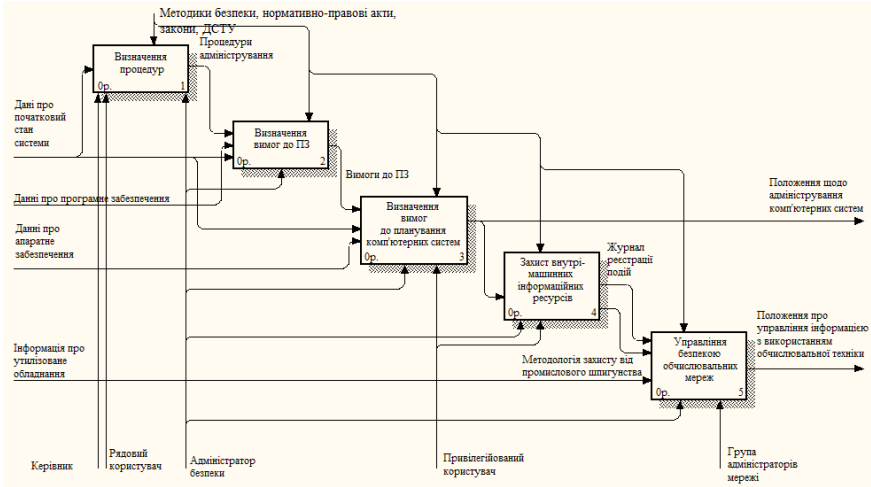 Методики безпеки, нормативно-правові акти,
закони, ДСТУ
Визначення
процедур
0р.
1
Процедури
адміністрування
Дані про
початковий
стан
системи
Визначення
вимог до ПЗ
0р.
2
Вимоги до ПЗ
Данні про програмне забезпечення
Данні про
апаратне
забезпечення
Визначення
вимог
до планування
комп'ютерних систем
0р.
3
Положення щодо
адміністрування
комп'ютерних систем
Захист внутрі-
машинних
інформаційних
ресурсів
0р.
4
Журнал
реєстрації
подій
Положення про
управління інформацією
з використанням
обчислювальної техніки
Інформація про
утилизоване
обладнання
Методологія захисту від
промислового шпигунства
Управління
безпекою
обчислювальних
мереж
0р.
5
Керівник
Рядовий
користувач
Адміністратор
безпеки
Привілегійований
користувач
Група
адміністраторів
мережі